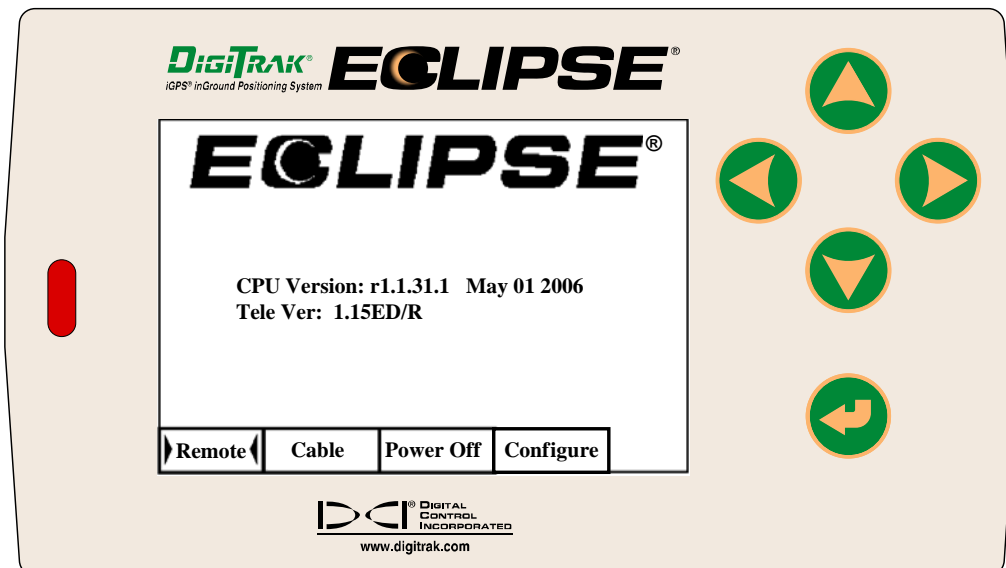 DIGITRAK® ECLIPSE®
iGPS® inGround Positioning System
ECLIPSE®
CPU Version: r1.1.31.1 May 01 2006
Tele Ver: 1.15ED/R
Remote Cable Power Off Configure
DCI® DIGITAL
CONTROL
INCORPORATED
www.digitrak.com